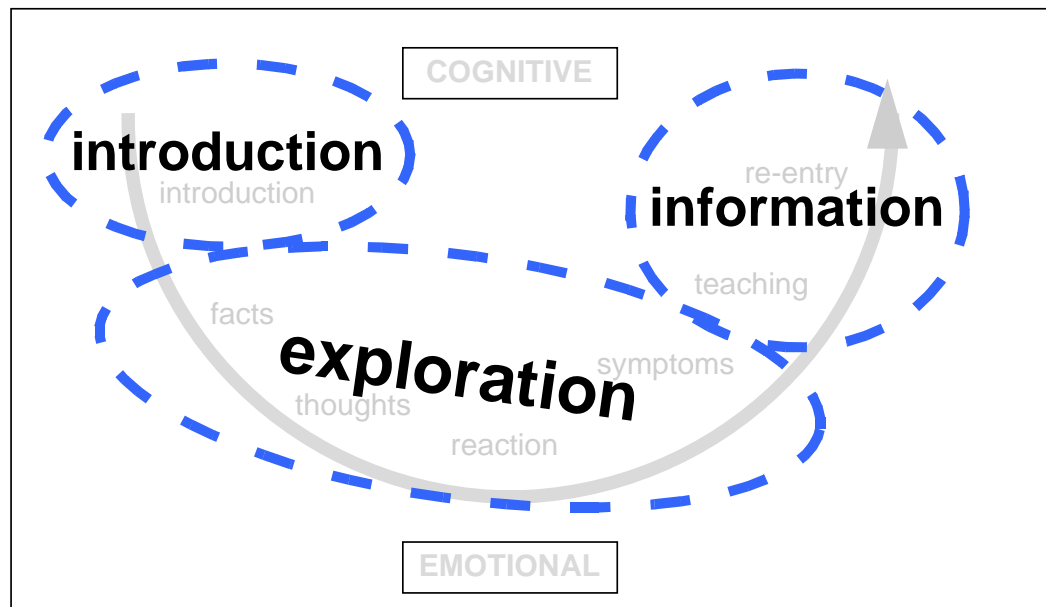 COGNITIVE
introduction
introduction
re-entry
information
teaching
facts
exploration
symptoms
thoughts
reaction
EMOTIONAL